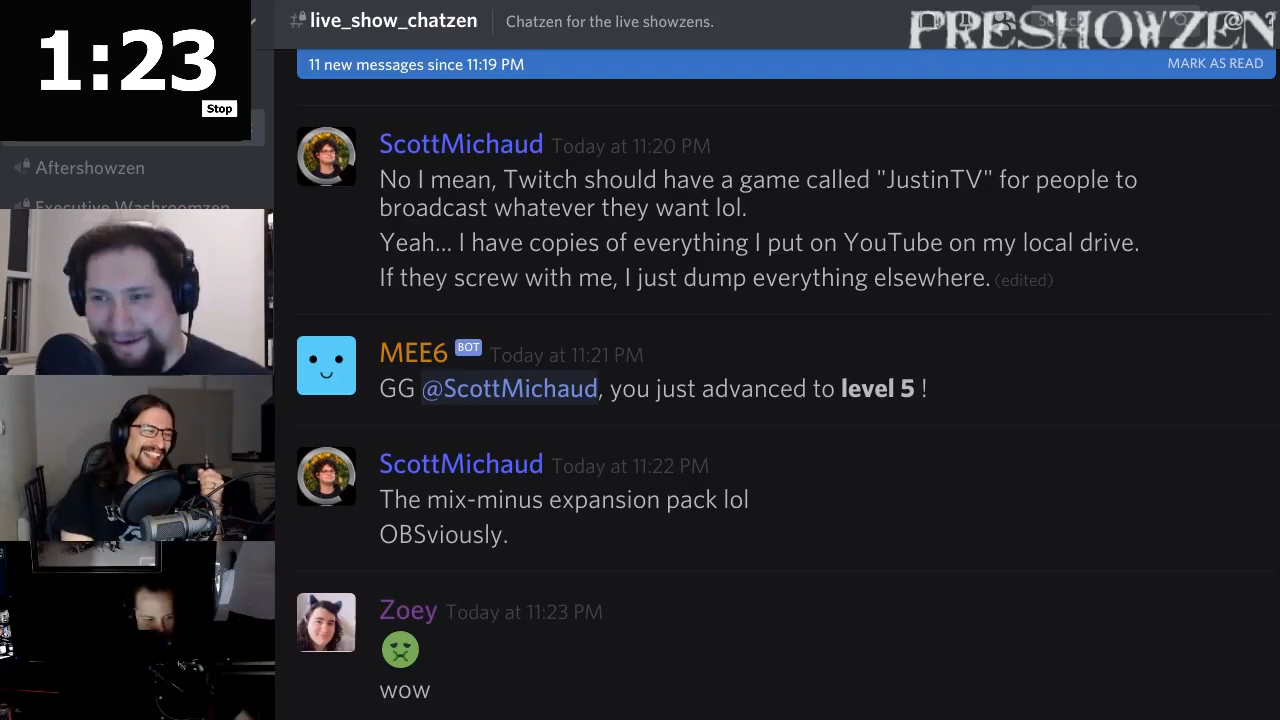 1:23
Stop
Aftershowzen
Executive Washroomzen
live_show_chatzen
Chatzen for the live showzens.
PRESHOWZEN
Search
11 new messages since 11:19 PM
MARK AS READ
ScottMichaud Today at 11:20 PM
No I mean, Twitch should have a game called "JustinTV" for people to
broadcast whatever they want lol.
Yeah... I have copies of everything I put on YouTube on my local drive.
If they screw with me, I just dump everything elsewhere. (edited)
MEE6 BOT Today at 11:21 PM
GG @ScottMichaud, you just advanced to level 5 !
ScottMichaud Today at 11:22 PM
The mix-minus expansion pack lol
OBSviously.
Zoey Today at 11:23 PM
wow